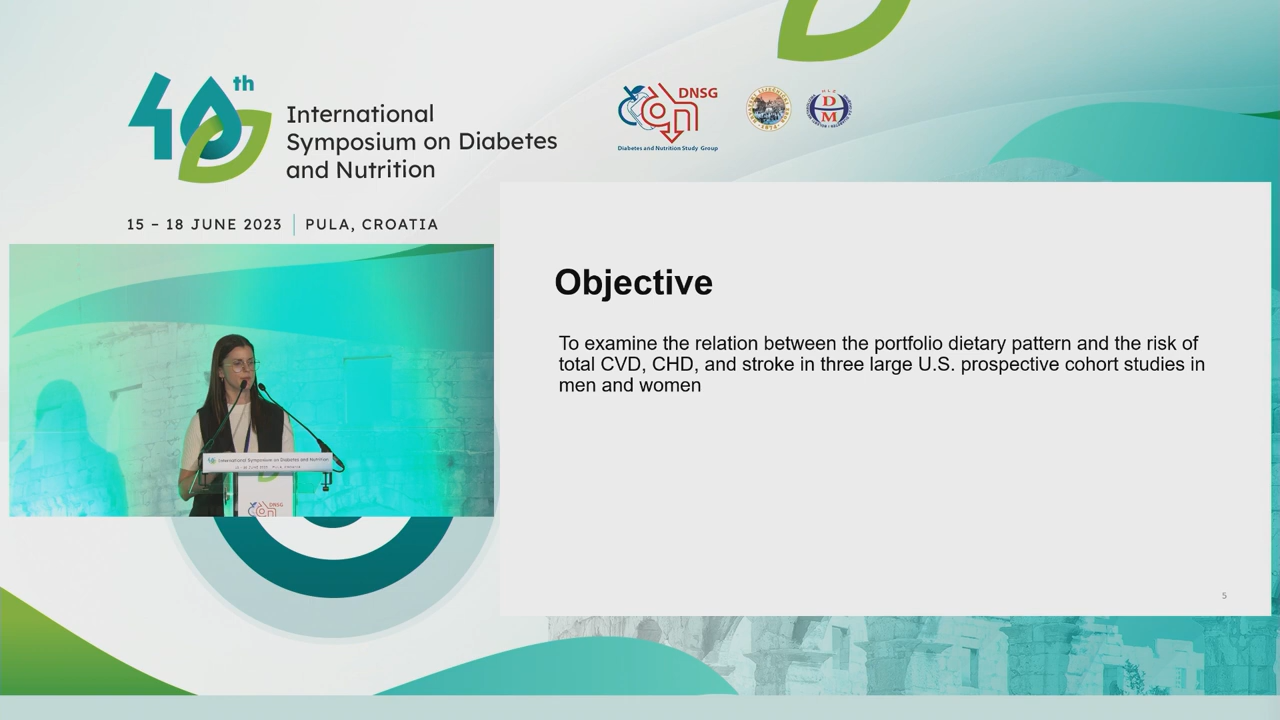 40th
International
Symposium on Diabetes
and Nutrition
DNSG
Diabetes and Nutrition Study Group
DM
15 – 18 JUNE 2023 | PULA, CROATIA
Objective
To examine the relation between the portfolio dietary pattern and the risk of
total CVD, CHD, and stroke in three large U.S. prospective cohort studies in
men and women
International Symposium on Diabetes and Nutrition
DNSG
5